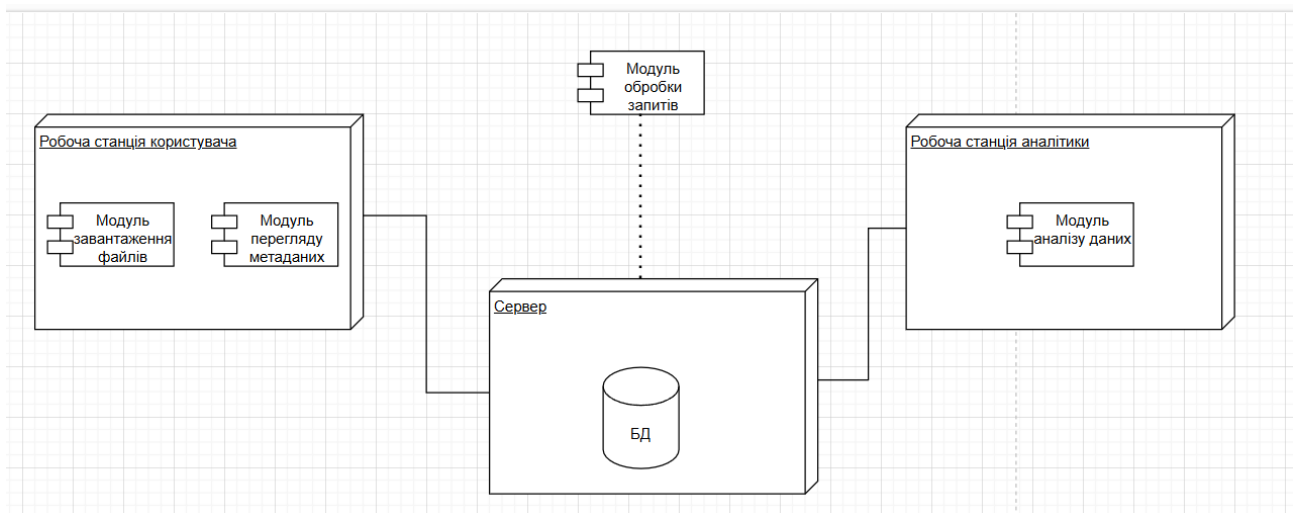 Модуль
обробки
запитів
Робоча станція користувача
Модуль
завантаження
файлів
Модуль
перегляду
метаданих
Робоча станція аналітики
Модуль
аналізу даних
Сервер
БД